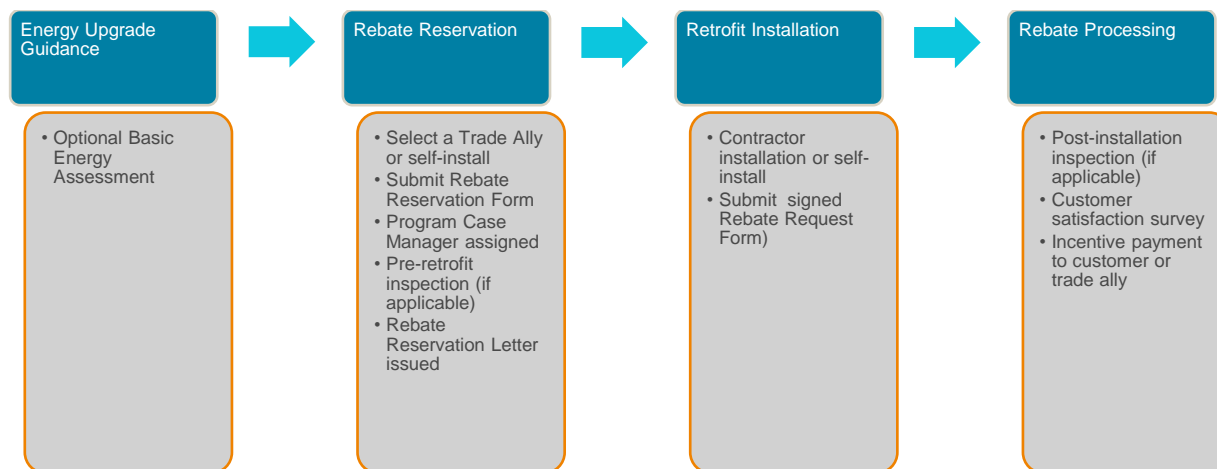 Energy Upgrade
Guidance
• Optional Basic
Energy
Assessment
Rebate Reservation
• Select a Trade Ally
or self-install
• Submit Rebate
Reservation Form
• Program Case
Manager assigned
• Pre-retrofit
inspection (if
applicable)
• Rebate
Reservation Letter
issued
Retrofit Installation
• Contractor
installation or self-
install
• Submit  signed
Rebate Request
Form)
Rebate Processing
• Post-installation
inspection (if
applicable)
• Customer
satisfaction survey
• Incentive payment
to customer or
trade ally